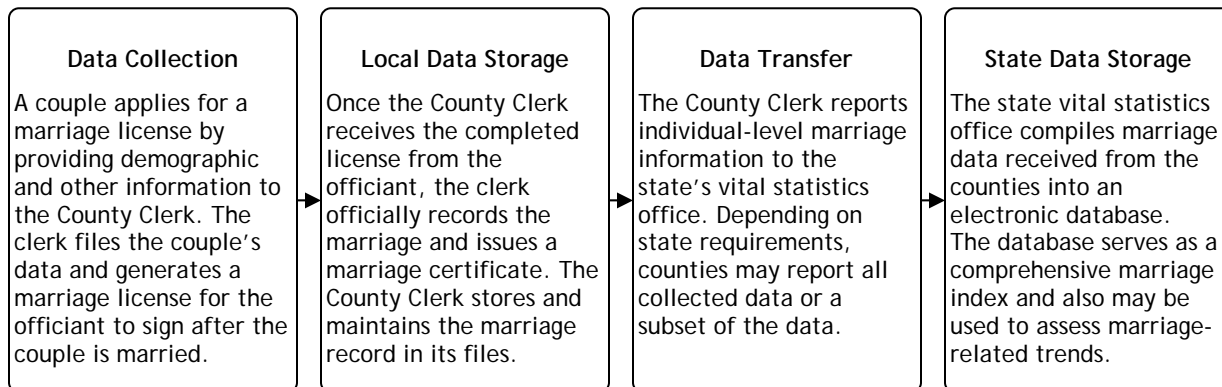 Data Collection
A couple applies for a
marriage license by
providing demographic
and other information to
the County Clerk. The
clerk files the couple's
data and generates a
marriage license for the
officiant to sign after the
couple is married.
Local Data Storage
Once the County Clerk
receives the completed
license from the
officiant, the clerk
officially records the
marriage and issues a
marriage certificate. The
County Clerk stores and
maintains the marriage
record in its files.
Data Transfer
The County Clerk reports
individual-level marriage
information to the
state's vital statistics
office. Depending on
state requirements,
counties may report all
collected data or a
subset of the data.
State Data Storage
The state vital statistics
office compiles marriage
data received from the
counties into an
electronic database.
The database serves as a
comprehensive marriage
index and also may be
used to assess marriage-
related trends.